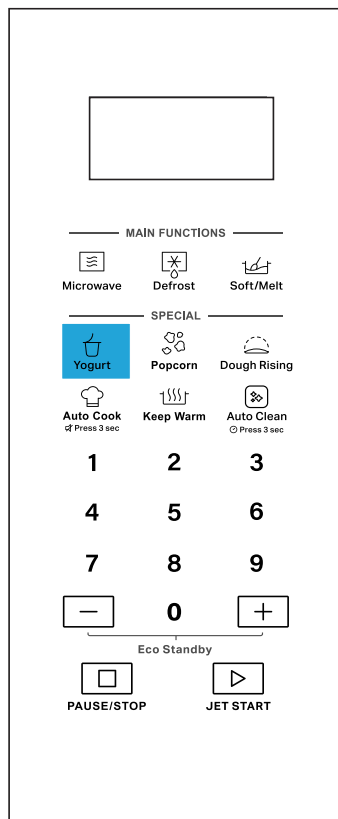 MAIN FUNCTIONS
Microwave Defrost Soft/Melt
SPECIAL
Yogurt Popcorn Dough Rising
Auto Cook Keep Warm Auto Clean
Press 3 sec Press 3 sec
1 2 3
4 5 6
7 8 9
− 0 +
Eco Standby
PAUSE/STOP JET START